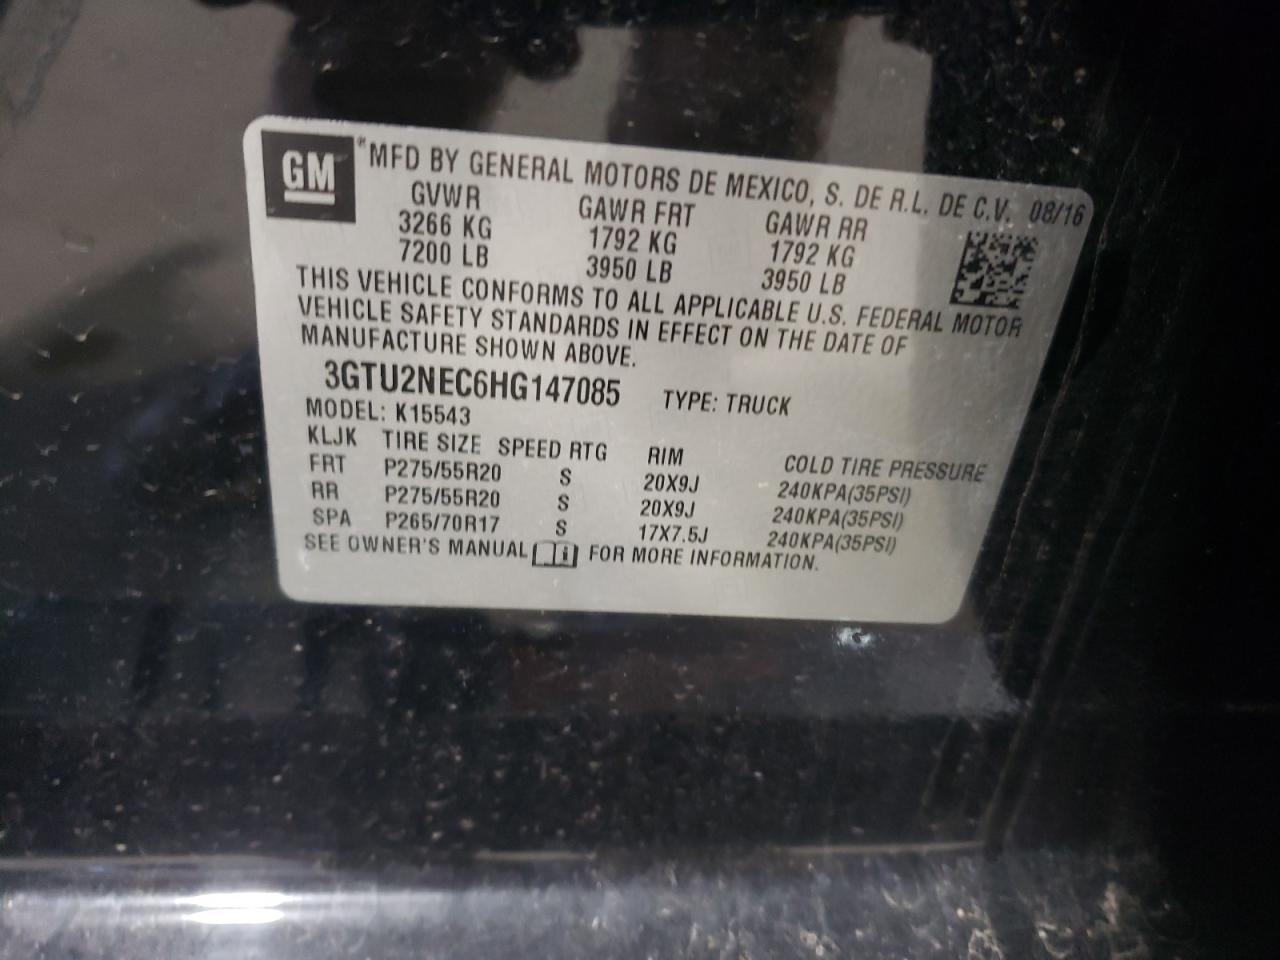 GM *MFD BY GENERAL MOTORS DE MEXICO, S. DE R.L. DE C.V. 08/16
GVWR GAWR FRT GAWR RR
3266 KG 1792 KG 1792 KG
7200 LB 3950 LB 3950 LB
THIS VEHICLE CONFORMS TO ALL APPLICABLE U.S. FEDERAL MOTOR
VEHICLE SAFETY STANDARDS IN EFFECT ON THE DATE OF
MANUFACTURE SHOWN ABOVE.
3GTU2NEC6HG147085 TYPE: TRUCK
MODEL: K15543
KLJK TIRE SIZE SPEED RTG RIM COLD TIRE PRESSURE
FRT P275/55R20 S 20X9J 240KPA(35PSI)
RR P275/55R20 S 20X9J 240KPA(35PSI)
SPA P265/70R17 S 17X7.5J 240KPA(35PSI)
SEE OWNER'S MANUAL i FOR MORE INFORMATION.